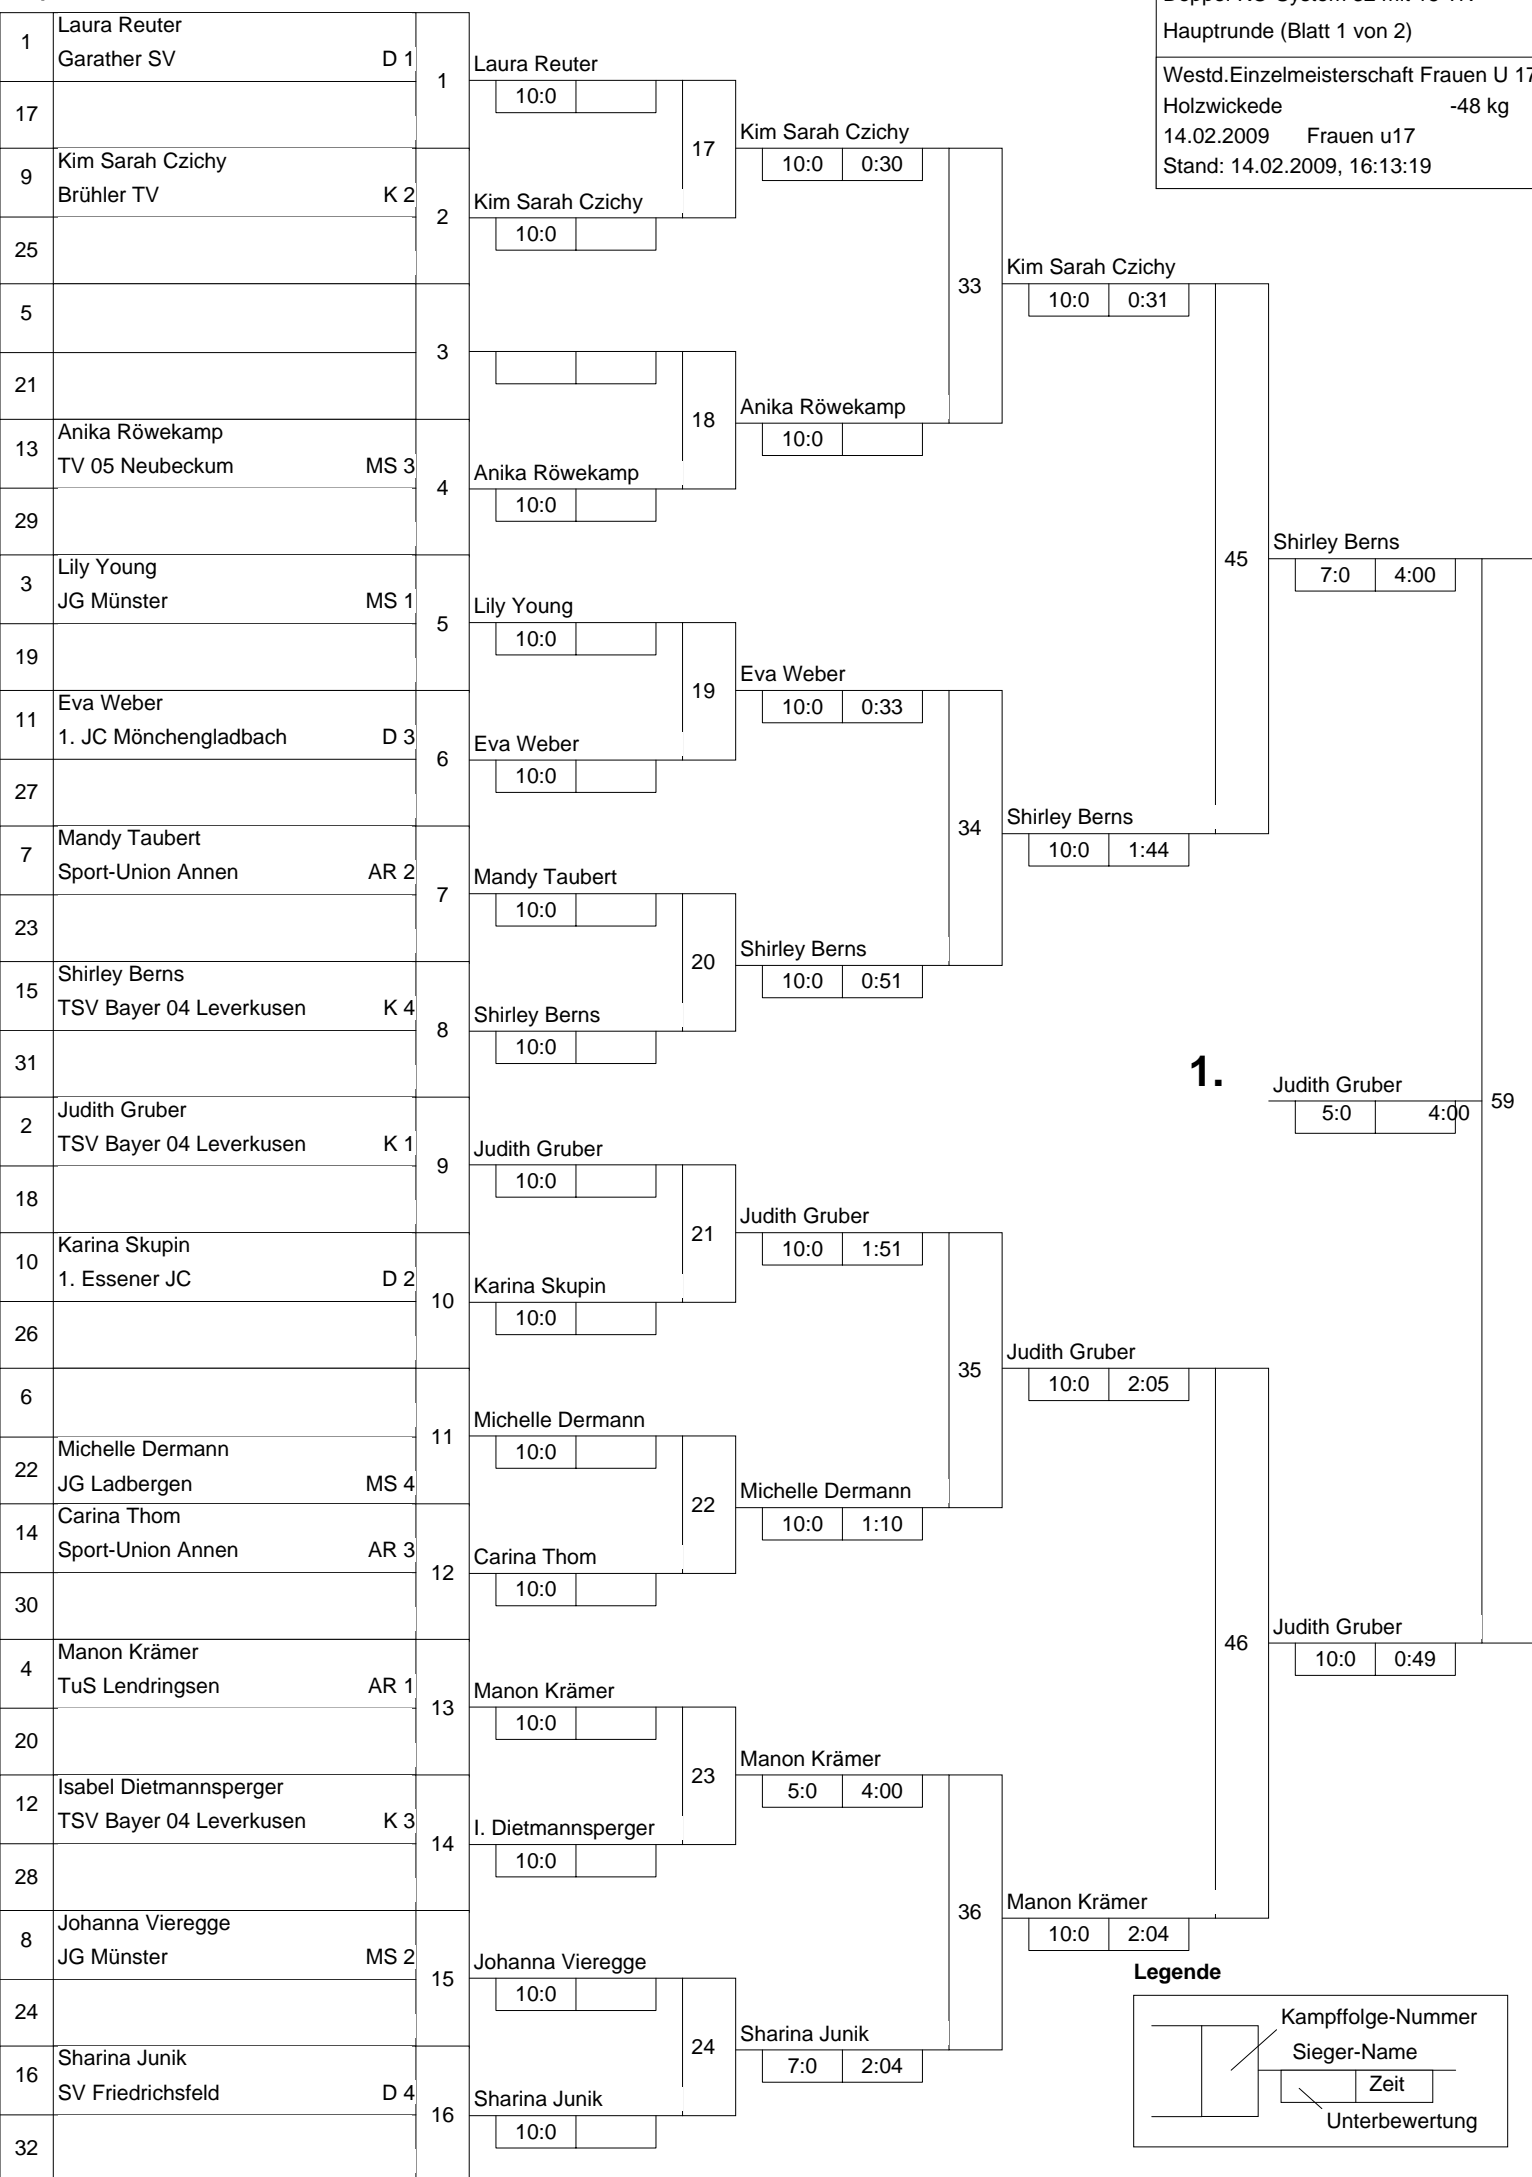 Hauptrunde (Blatt 1 von 2)
Westd.Einzelmeisterschaft Frauen U 17
Holzwickede -48 kg
14.02.2009 Frauen u17
Stand: 14.02.2009, 16:13:19
1 Laura Reuter
Garather SV D 1
17
9 Kim Sarah Czichy
Brühler TV K 2
25
5
21
13 Anika Röwekamp
TV 05 Neubeckum MS 3
29
3 Lily Young
JG Münster MS 1
19
11 Eva Weber
1. JC Mönchengladbach D 3
27
7 Mandy Taubert
Sport-Union Annen AR 2
23
15 Shirley Berns
TSV Bayer 04 Leverkusen K 4
31
2 Judith Gruber
TSV Bayer 04 Leverkusen K 1
18
10 Karina Skupin
1. Essener JC D 2
26
6
22 Michelle Dermann
JG Ladbergen MS 4
14 Carina Thom
Sport-Union Annen AR 3
30
4 Manon Krämer
TuS Lendringsen AR 1
20
12 Isabel Dietmannsperger
TSV Bayer 04 Leverkusen K 3
28
8 Johanna Vieregge
JG Münster MS 2
24
16 Sharina Junik
SV Friedrichsfeld D 4
32
1 Laura Reuter
10:0
2 Kim Sarah Czichy
10:0
3
4 Anika Röwekamp
10:0
5 Lily Young
10:0
6 Eva Weber
10:0
7 Mandy Taubert
10:0
8 Shirley Berns
10:0
9 Judith Gruber
10:0
10 Karina Skupin
10:0
11 Michelle Dermann
10:0
12 Carina Thom
10:0
13 Manon Krämer
10:0
14 I. Dietmannsperger
10:0
15 Johanna Vieregge
10:0
16 Sharina Junik
10:0
17 Kim Sarah Czichy
10:0 0:30
18 Anika Röwekamp
10:0
19 Eva Weber
10:0 0:33
20 Shirley Berns
10:0 0:51
21 Judith Gruber
10:0 1:51
22 Michelle Dermann
10:0 1:10
23 Manon Krämer
5:0 4:00
24 Sharina Junik
7:0 2:04
33 Kim Sarah Czichy
10:0 0:31
34 Shirley Berns
10:0 1:44
35 Judith Gruber
10:0 2:05
36 Manon Krämer
10:0 2:04
45 Shirley Berns
7:0 4:00
46 Judith Gruber
10:0 0:49
1. Judith Gruber 59
5:0 4:00
Legende
Kampffolge-Nummer
Sieger-Name
Zeit
Unterbewertung